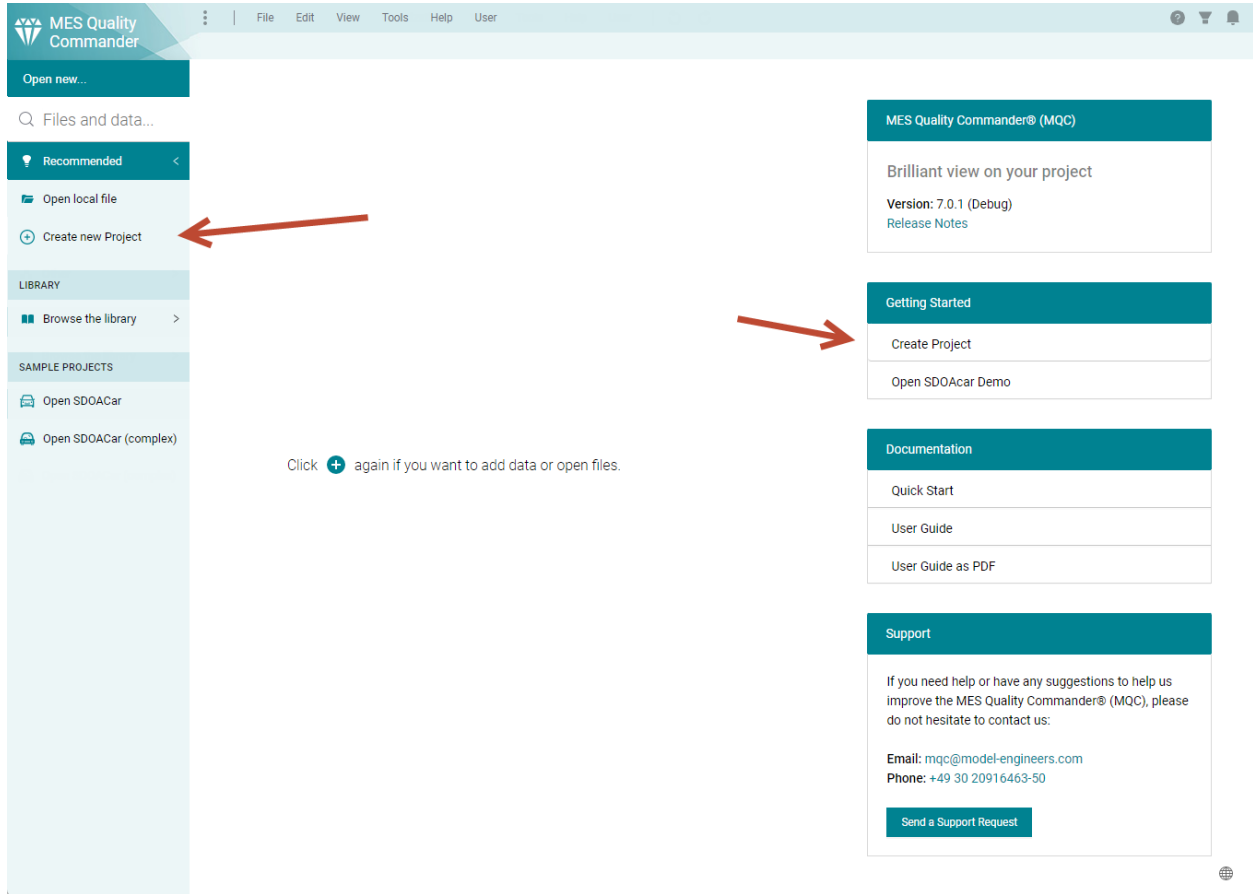 MES Quality
Commander
File Edit View Tools Help User
Open new...
Files and data...
Recommended
Open local file
Create new Project
LIBRARY
Browse the library
SAMPLE PROJECTS
Open SDOACar
Open SDOACar (complex)
Click again if you want to add data or open files.
MES Quality Commander® (MQC)
Brilliant view on your project
Version: 7.0.1 (Debug)
Release Notes
Getting Started
Create Project
Open SDOAcar Demo
Documentation
Quick Start
User Guide
User Guide as PDF
Support
If you need help or have any suggestions to help us
improve the MES Quality Commander® (MQC), please
do not hesitate to contact us:
Email: mqc@model-engineers.com
Phone: +49 30 20916463-50
Send a Support Request